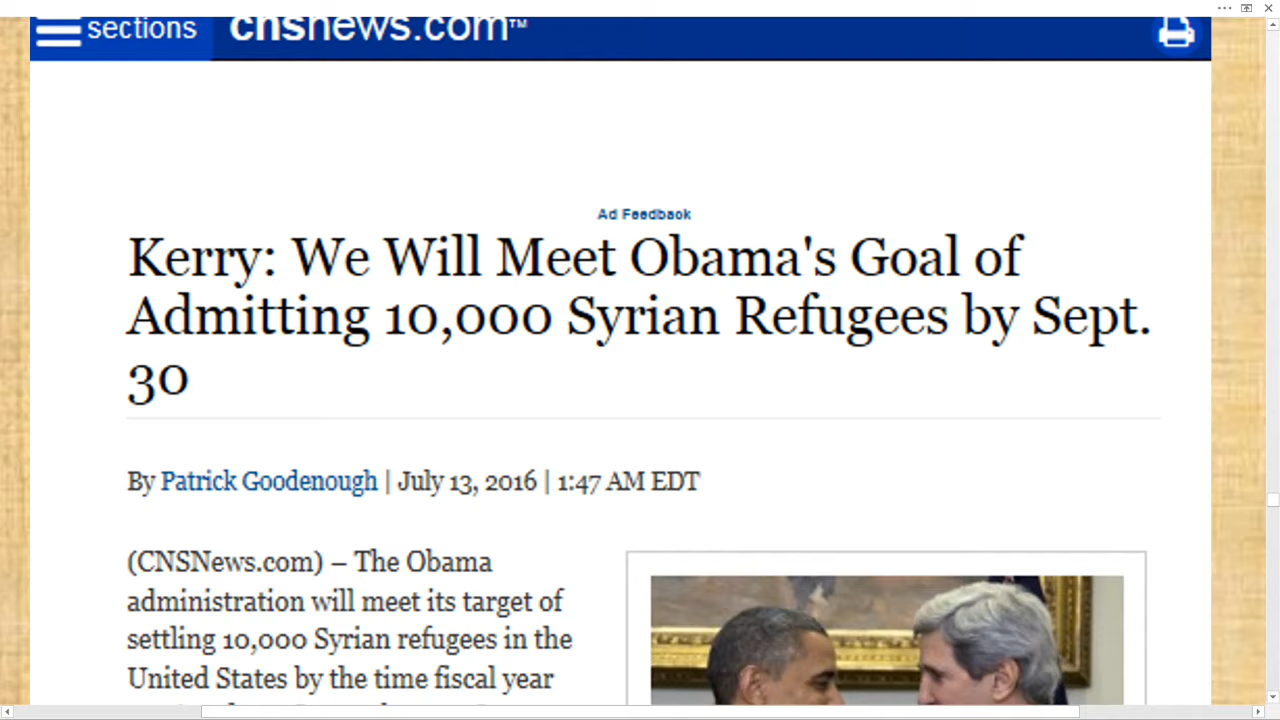 sections cnsnews.com™
Ad Feedback
Kerry: We Will Meet Obama's Goal of
Admitting 10,000 Syrian Refugees by Sept.
30
By Patrick Goodenough | July 13, 2016 | 1:47 AM EDT
(CNSNews.com) – The Obama
administration will meet its target of
settling 10,000 Syrian refugees in the
United States by the time fiscal year